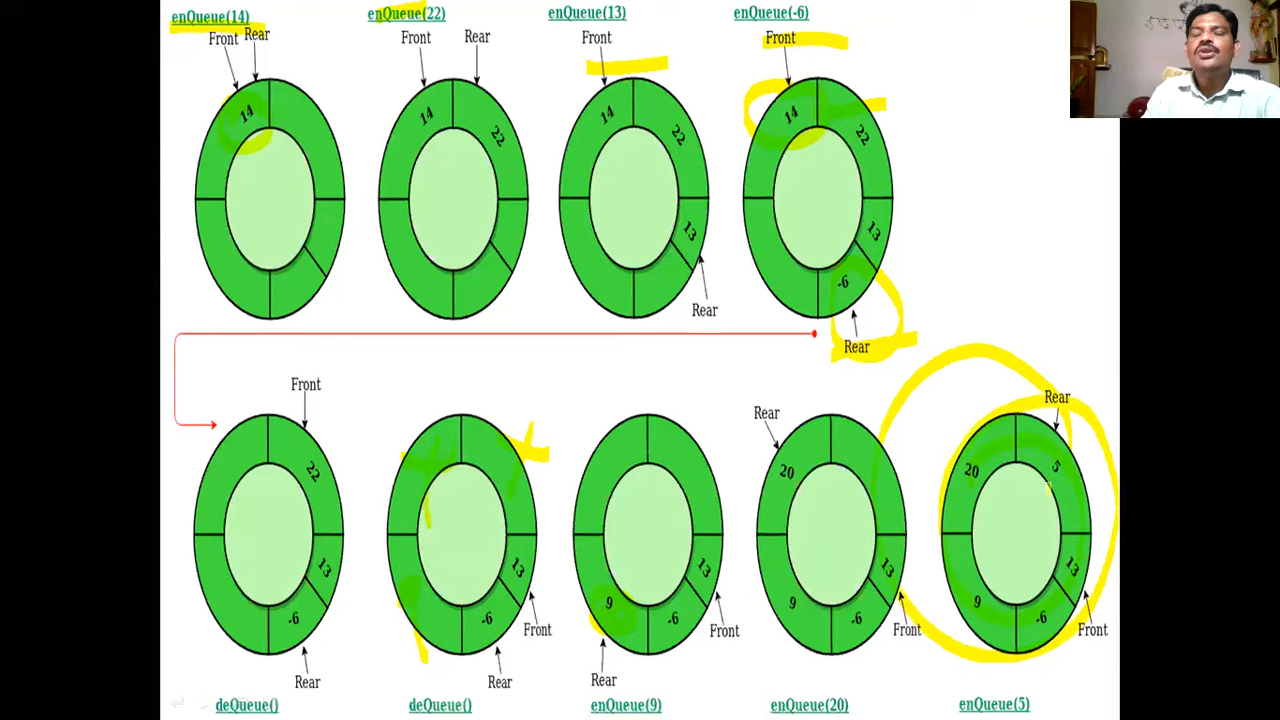 enQueue(14) enQueue(22) enQueue(13) enQueue(-6)
Front Rear Front Rear Front Front
14 14 22 14 22 13 14 22 13 -6
Rear Rear
Front Rear Rear
22 13 -6 13 -6 9 13 -6 20 9 13 -6 20 5 9 13 -6
Front Front Front Front
Rear Rear Rear
deQueue() deQueue() enQueue(9) enQueue(20) enQueue(5)